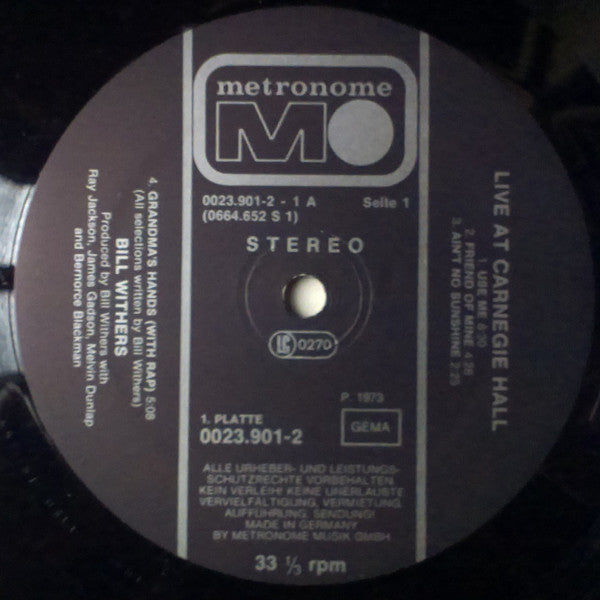 metronome
0023.901-2 - 1 A Seite 1
(0664.652 S 1)
STEREO
LC 0270
P. 1973
GEMA
1. PLATTE
0023.901-2
ALLE URHEBER- UND LEISTUNGS-
SCHUTZRECHTE VORBEHALTEN
KEIN VERLEIH! KEINE UNERLAUBTE
VERVIELFÄLTIGUNG, VERMIETUNG,
AUFFÜHRUNG, SENDUNG!
MADE IN GERMANY
BY METRONOME MUSIK GMBH
33 1/3 rpm
LIVE AT CARNEGIE HALL
1. USE ME 8:30
2. FRIEND OF MINE 4:26
3. AIN'T NO SUNSHINE 7:25
4. GRANDMA'S HANDS (WITH RAP) 5:08
(All selections written by Bill Withers)
BILL WITHERS
Produced by Bill Withers with
Ray Jackson, James Gadson, Melvin Dunlap
and Bernorce Blackman